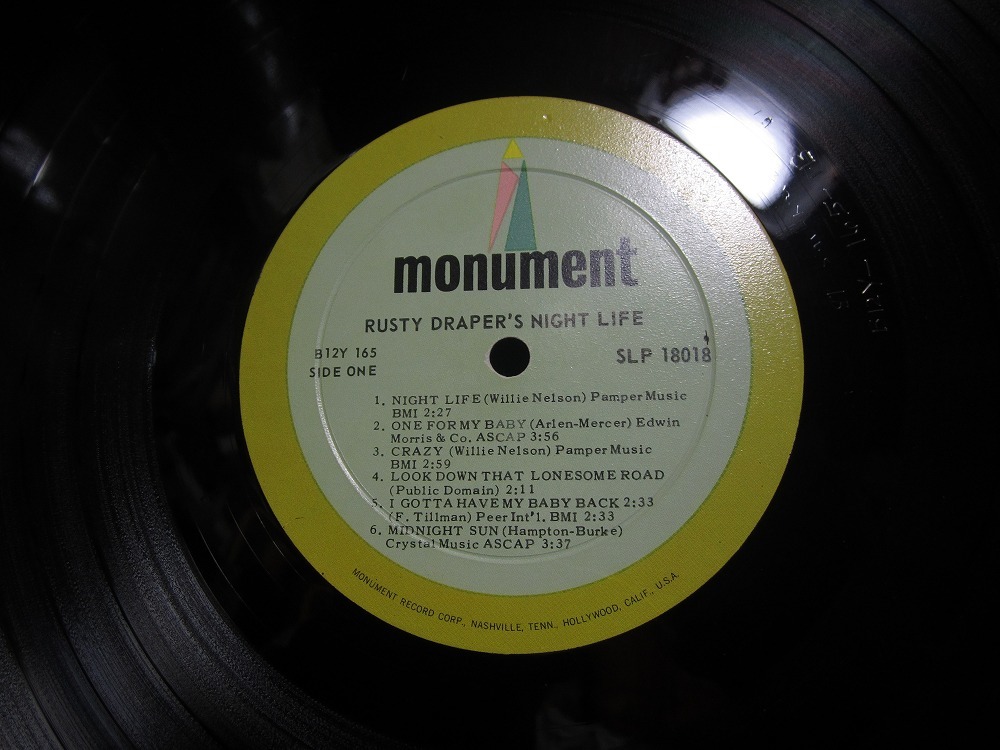 monument
RUSTY DRAPER'S NIGHT LIFE
B12Y 165
SIDE ONE
SLP 18018
1. NIGHT LIFE (Willie Nelson) Pamper Music
BMI 2:27
2. ONE FOR MY BABY (Arlen-Mercer) Edwin
Morris & Co. ASCAP 3:56
3. CRAZY (Willie Nelson) Pamper Music
BMI 2:59
4. LOOK DOWN THAT LONESOME ROAD
(Public Domain) 2:11
5. I GOTTA HAVE MY BABY BACK 2:33
(F. Tillman) Peer Int'l. BMI 2:33
6. MIDNIGHT SUN (Hampton-Burke)
Crystal Music ASCAP 3:37
MONUMENT RECORD CORP., NASHVILLE, TENN., HOLLYWOOD, CALIF., U.S.A.